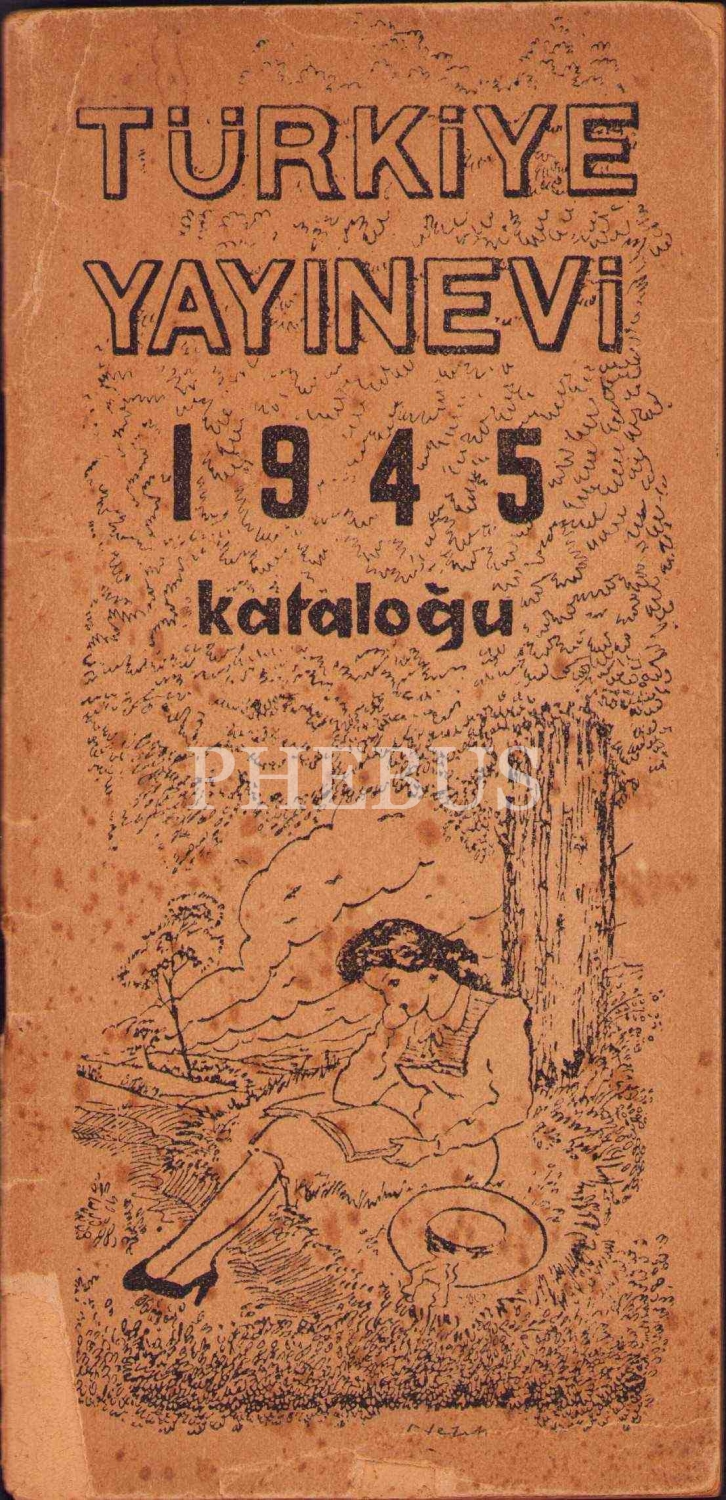 TÜRKİYE
YAYINEVİ
1945
kataloğu
PHEBUS